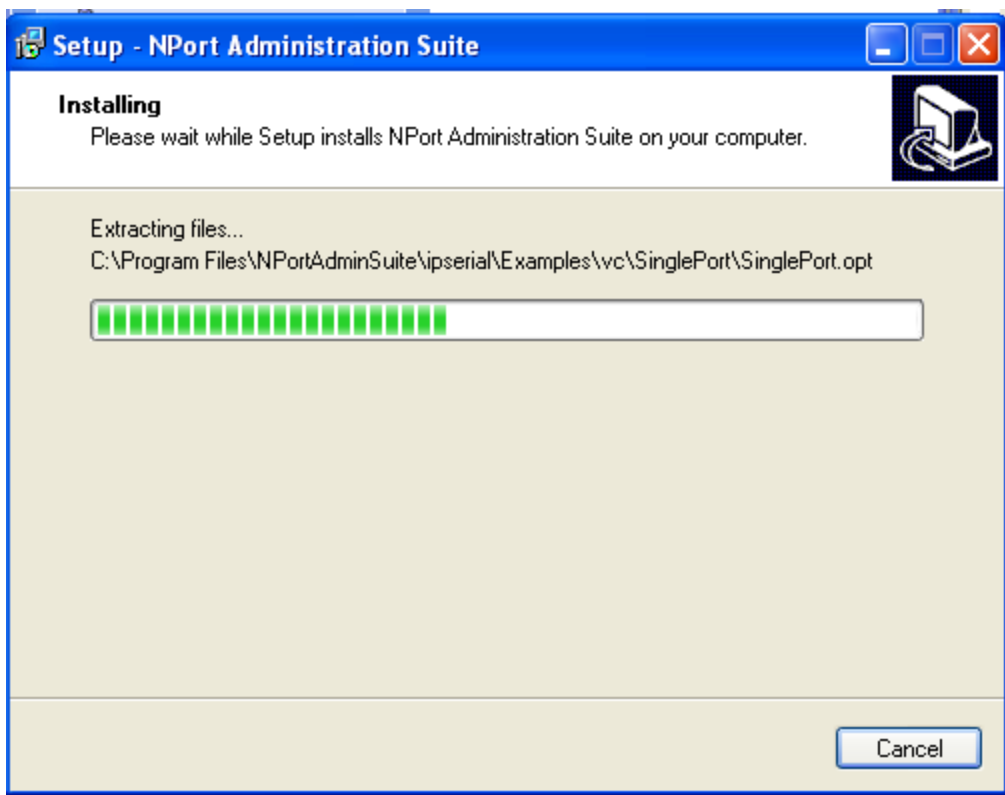 Setup - NPort Administration Suite
Installing
Please wait while Setup installs NPort Administration Suite on your computer.
Extracting files...
C:\Program Files\NPortAdminSuite\ipserial\Examples\vc\SinglePort\SinglePort.opt
Cancel